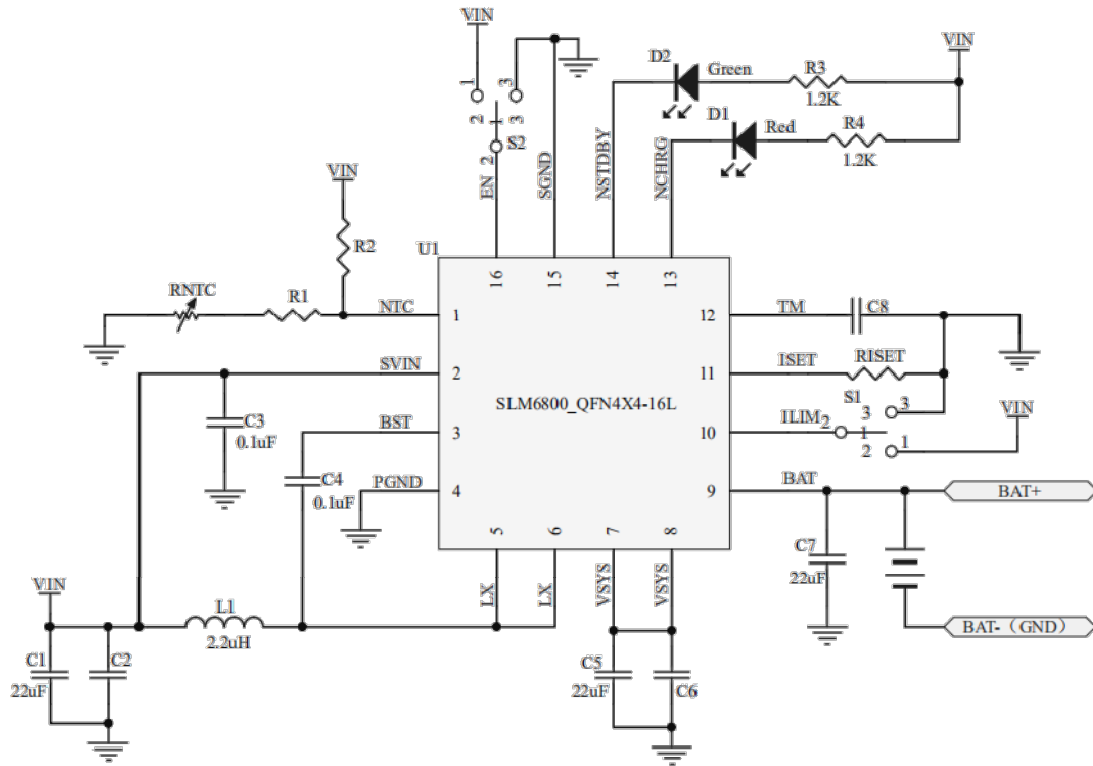 VIN
1
3
2
1
3
S2
2
EN
SGND
NSTDBY
NCHRG
D2
Green
R3
1.2K
VIN
D1
Red
R4
1.2K
VIN
R2
U1
16
15
14
13
RNTC
R1
NTC
1
12
TM
C8
SVIN
2
11
ISET
RISET
SLM6800_QFN4X4-16L
C3
0.1uF
BST
3
10
ILIM
2
S1
3
3
1
2
1
VIN
C4
0.1uF
PGND
4
9
BAT
BAT+
5
6
7
8
LX
LX
VSYS
VSYS
C7
22uF
BAT-（GND）
VIN
L1
2.2uH
C1
22uF
C2
C5
22uF
C6